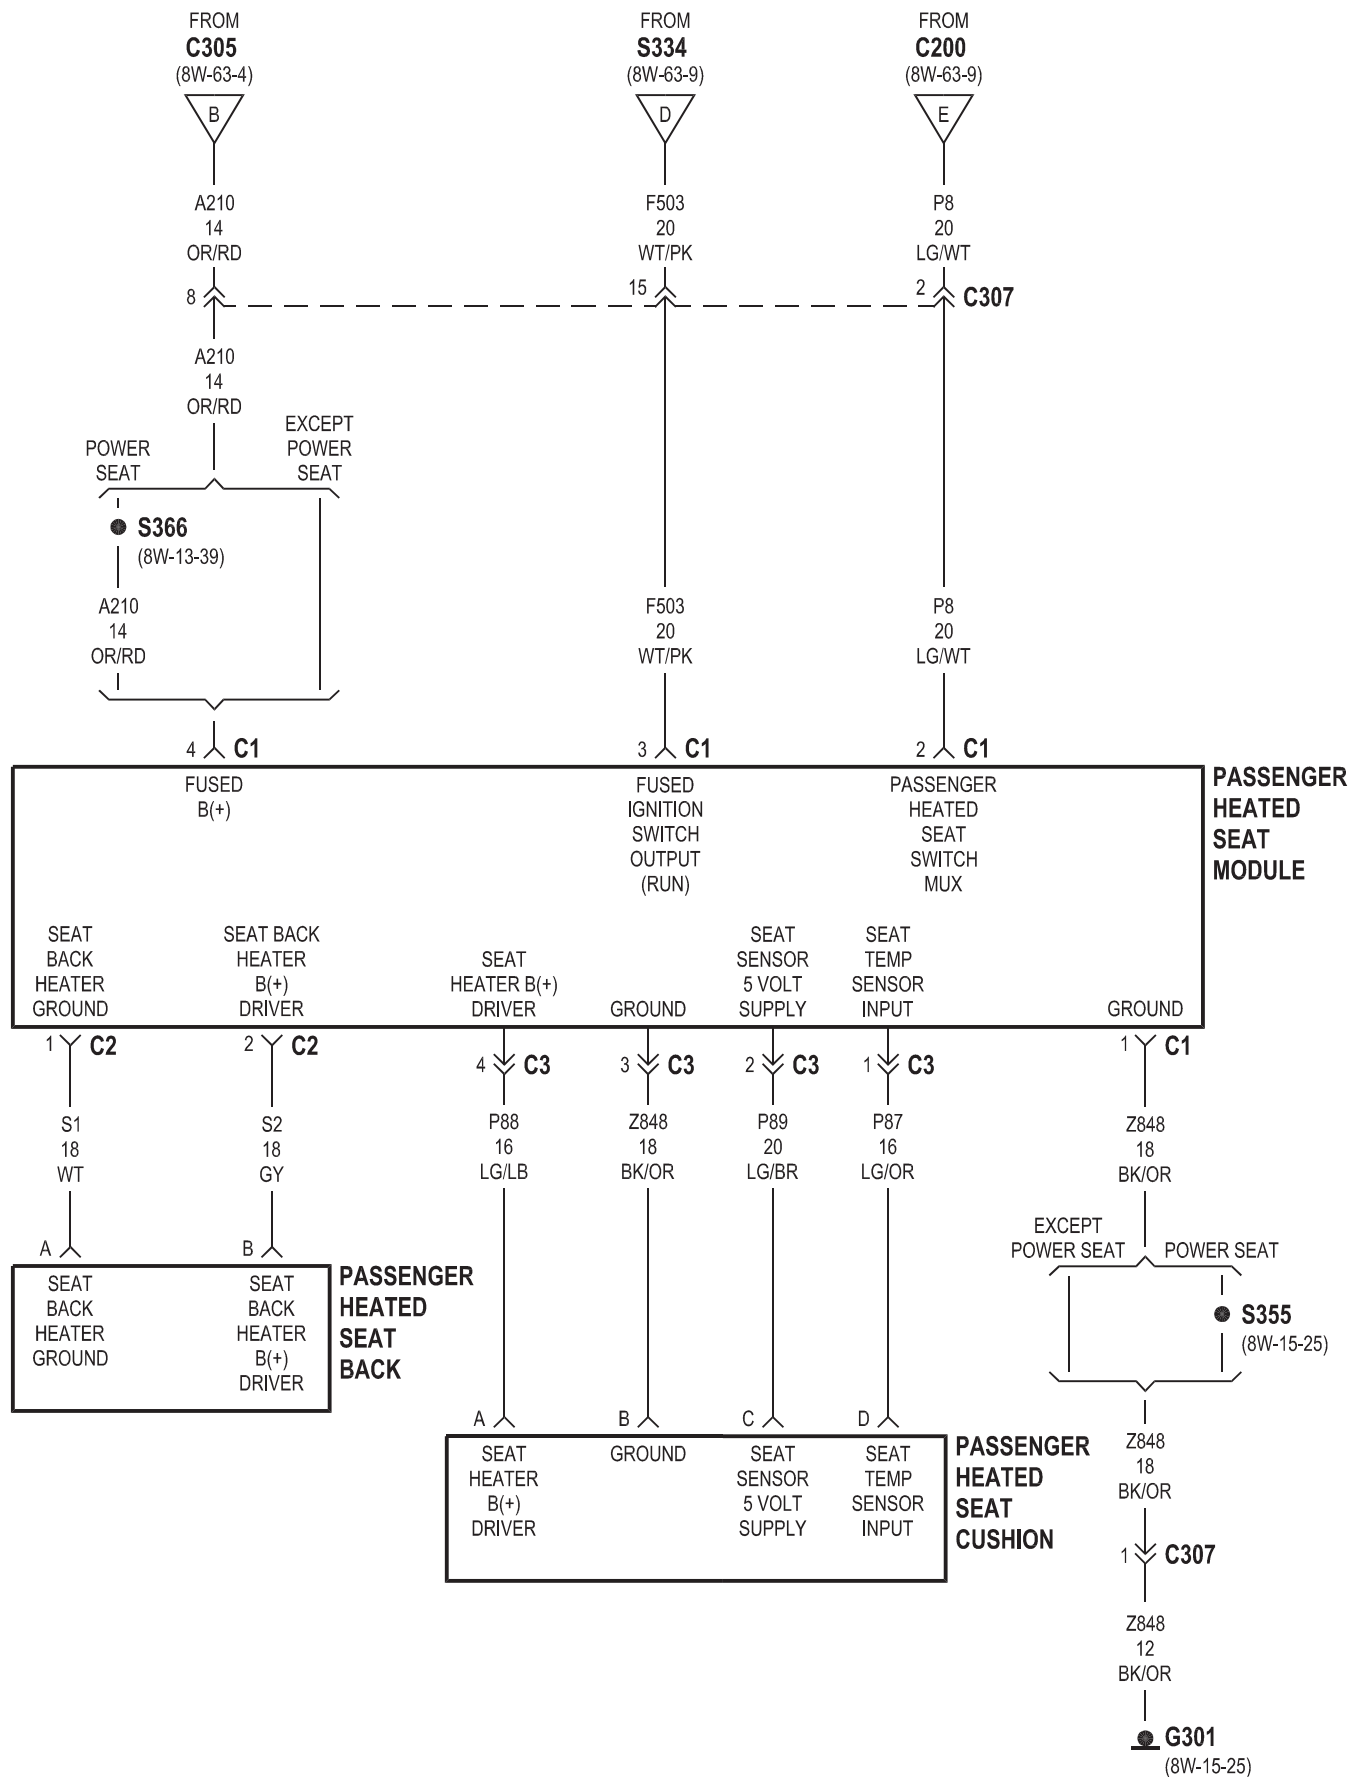 FROM
C305
(8W-63-4)
B
FROM
S334
(8W-63-9)
D
FROM
C200
(8W-63-9)
E
A210
14
OR/RD
F503
20
WT/PK
P8
20
LG/WT
8
15
2
C307
A210
14
OR/RD
POWER
SEAT
EXCEPT
POWER
SEAT
S366
(8W-13-39)
A210
14
OR/RD
F503
20
WT/PK
P8
20
LG/WT
4
C1
3
C1
2
C1
FUSED
B(+)
FUSED
IGNITION
SWITCH
OUTPUT
(RUN)
PASSENGER
HEATED
SEAT
SWITCH
MUX
PASSENGER
HEATED
SEAT
MODULE
SEAT
BACK
HEATER
GROUND
SEAT BACK
HEATER
B(+)
DRIVER
SEAT
HEATER B(+)
DRIVER
GROUND
SEAT
SENSOR
5 VOLT
SUPPLY
SEAT
TEMP
SENSOR
INPUT
GROUND
1
C2
2
C2
4
C3
3
C3
2
C3
1
C3
1
C1
S1
18
WT
S2
18
GY
P88
16
LG/LB
Z848
18
BK/OR
P89
20
LG/BR
P87
16
LG/OR
Z848
18
BK/OR
EXCEPT
POWER SEAT
POWER SEAT
S355
(8W-15-25)
A
B
SEAT
BACK
HEATER
GROUND
SEAT
BACK
HEATER
B(+)
DRIVER
PASSENGER
HEATED
SEAT
BACK
A
B
C
D
SEAT
HEATER
B(+)
DRIVER
GROUND
SEAT
SENSOR
5 VOLT
SUPPLY
SEAT
TEMP
SENSOR
INPUT
PASSENGER
HEATED
SEAT
CUSHION
Z848
18
BK/OR
1
C307
Z848
12
BK/OR
G301
(8W-15-25)